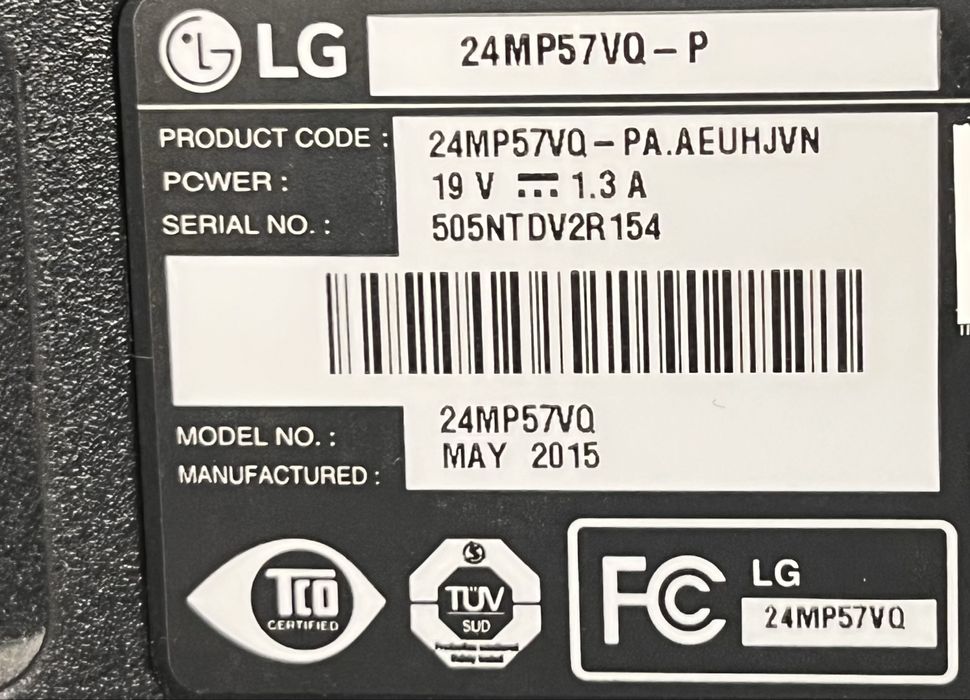 LG 24MP57VQ-P
PRODUCT CODE : 24MP57VQ-PA.AEUHJVN
POWER : 19 V ⎓ 1.3 A
SERIAL NO. : 505NTDV2R154
MODEL NO. : 24MP57VQ
MANUFACTURED : MAY 2015
TCO
CERTIFIED
TÜV
SUD
FC LG
24MP57VQ